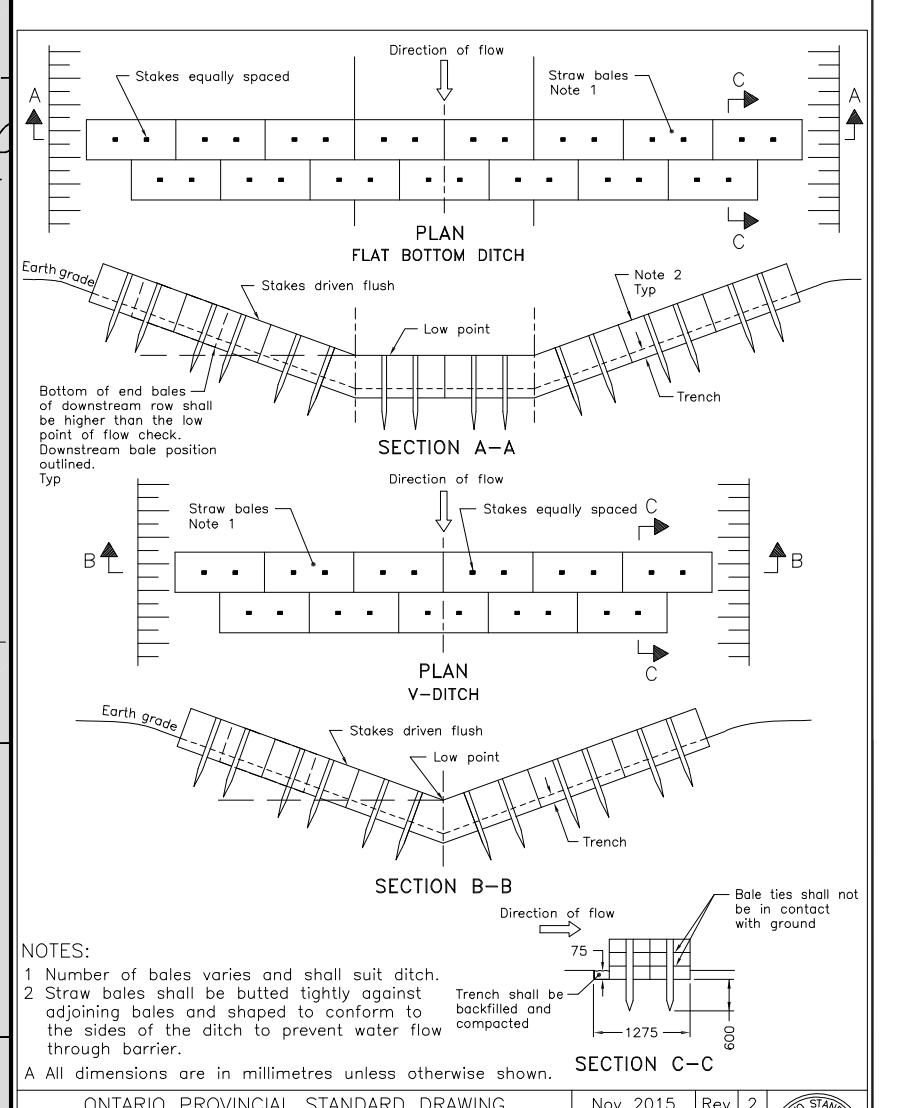 Direction of flow
Stakes equally spaced
Straw bales
Note 1
C
A
A
C
PLAN
FLAT BOTTOM DITCH
Earth grade
Stakes driven flush
Note 2
Typ
Low point
Bottom of end bales
of downstream row shall
be higher than the low
point of flow check.
Downstream bale position
outlined.
Typ
Trench
SECTION A-A
Direction of flow
Straw bales
Note 1
Stakes equally spaced
C
B
B
C
PLAN
V-DITCH
Earth grade
Stakes driven flush
Low point
Trench
SECTION B-B
Bale ties shall not
be in contact
with ground
Direction of flow
75
Trench shall be
backfilled and
compacted
1275
600
SECTION C-C
NOTES:
1 Number of bales varies and shall suit ditch.
2 Straw bales shall be butted tightly against
adjoining bales and shaped to conform to
the sides of the ditch to prevent water flow
through barrier.
A All dimensions are in millimetres unless otherwise shown.
ONTARIO PROVINCIAL STANDARD DRAWING
Nov 2015
Rev 2